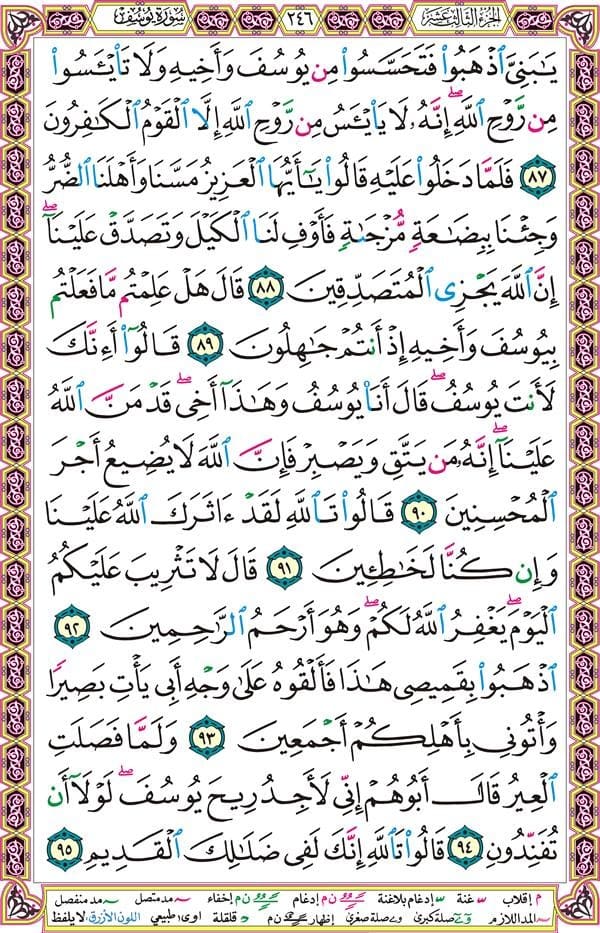 الجزء الثالث عشر ٢٤٦ سورة يوسف
يَـٰبَنِىَّ ٱذْهَبُوا۟ فَتَحَسَّسُوا۟ مِن يُوسُفَ وَأَخِيهِ وَلَا تَا۟يْـَٔسُوا۟
مِن رَّوْحِ ٱللَّهِ ۖ إِنَّهُۥ لَا يَا۟يْـَٔسُ مِن رَّوْحِ ٱللَّهِ إِلَّا ٱلْقَوْمُ ٱلْكَـٰفِرُونَ
٨٧ فَلَمَّا دَخَلُوا۟ عَلَيْهِ قَالُوا۟ يَـٰٓأَيُّهَا ٱلْعَزِيزُ مَسَّنَا وَأَهْلَنَا ٱلضُّرُّ
وَجِئْنَا بِبِضَـٰعَةٍ مُّزْجَىٰةٍ فَأَوْفِ لَنَا ٱلْكَيْلَ وَتَصَدَّقْ عَلَيْنَآ ۖ
إِنَّ ٱللَّهَ يَجْزِى ٱلْمُتَصَدِّقِينَ ٨٨ قَالَ هَلْ عَلِمْتُم مَّا فَعَلْتُم
بِيُوسُفَ وَأَخِيهِ إِذْ أَنتُمْ جَـٰهِلُونَ ٨٩ قَالُوٓا۟ أَءِنَّكَ
لَأَنتَ يُوسُفُ ۖ قَالَ أَنَا۠ يُوسُفُ وَهَـٰذَآ أَخِى ۖ قَدْ مَنَّ ٱللَّهُ
عَلَيْنَآ ۖ إِنَّهُۥ مَن يَتَّقِ وَيَصْبِرْ فَإِنَّ ٱللَّهَ لَا يُضِيعُ أَجْرَ
ٱلْمُحْسِنِينَ ٩٠ قَالُوا۟ تَٱللَّهِ لَقَدْ ءَاثَرَكَ ٱللَّهُ عَلَيْنَا
وَإِن كُنَّا لَخَـٰطِـِٔينَ ٩١ قَالَ لَا تَثْرِيبَ عَلَيْكُمُ
ٱلْيَوْمَ ۖ يَغْفِرُ ٱللَّهُ لَكُمْ ۖ وَهُوَ أَرْحَمُ ٱلرَّٰحِمِينَ ٩٢
ٱذْهَبُوا۟ بِقَمِيصِى هَـٰذَا فَأَلْقُوهُ عَلَىٰ وَجْهِ أَبِى يَأْتِ بَصِيرًا
وَأْتُونِى بِأَهْلِكُمْ أَجْمَعِينَ ٩٣ وَلَمَّا فَصَلَتِ
ٱلْعِيرُ قَالَ أَبُوهُمْ إِنِّى لَأَجِدُ رِيحَ يُوسُفَ ۖ لَوْلَآ أَن
تُفَنِّدُونِ ٩٤ قَالُوا۟ تَٱللَّهِ إِنَّكَ لَفِى ضَلَـٰلِكَ ٱلْقَدِيمِ ٩٥
م إقلاب غنة إدغام بلاغنة ن م إدغام ن م إخفاء مد متصل مد منفصل
المد اللازم صلة كبرى صلة صغرى إظهار ن م قلقلة اوى: طبيعي اللون الأزرق: لا يلفظ